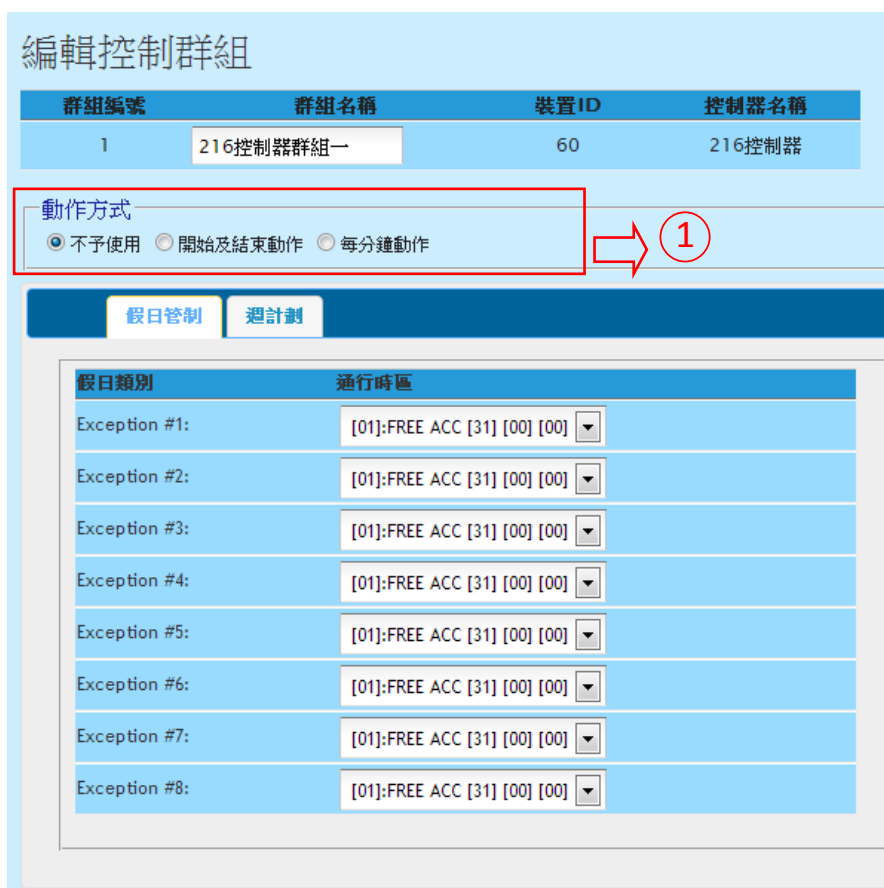 編輯控制群組
群組編號 群組名稱 裝置ID 控制器名稱
1 216控制器群組一 60 216控制器
動作方式
不予使用 開始及結束動作 每分鐘動作
1
假日管制 週計劃
假日類別 通行時區
Exception #1: [01]:FREE ACC [31] [00] [00]
Exception #2: [01]:FREE ACC [31] [00] [00]
Exception #3: [01]:FREE ACC [31] [00] [00]
Exception #4: [01]:FREE ACC [31] [00] [00]
Exception #5: [01]:FREE ACC [31] [00] [00]
Exception #6: [01]:FREE ACC [31] [00] [00]
Exception #7: [01]:FREE ACC [31] [00] [00]
Exception #8: [01]:FREE ACC [31] [00] [00]